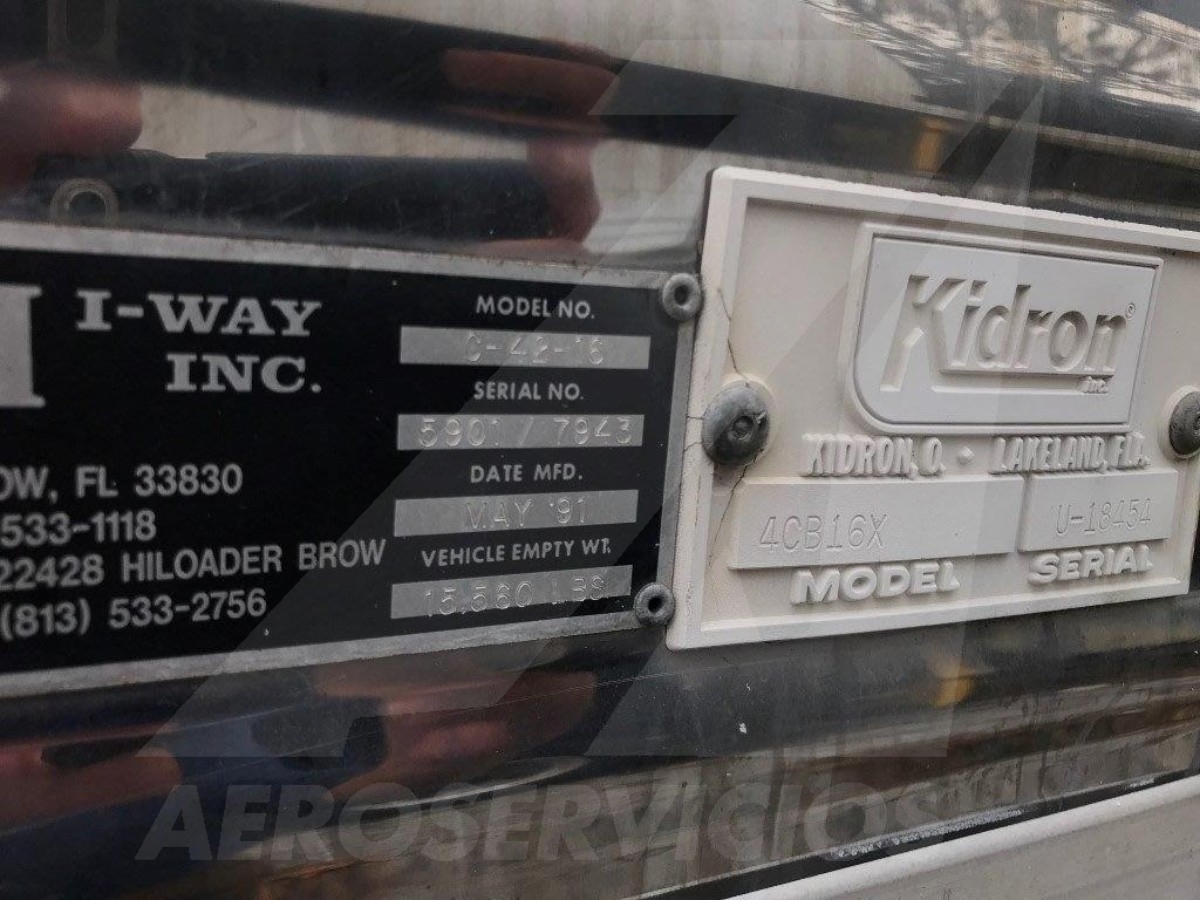 I-WAY
INC.
OW, FL 33830
533-1118
22428 HILOADER BROW
(813) 533-2756
MODEL NO.
C-42-16
SERIAL NO.
5901/7943
DATE MFD.
MAY '91
VEHICLE EMPTY WT.
15,560 LBS
Kidron®
inc.
KIDRON, O. • LAKELAND, FLA.
4CB16X U-18454
MODEL SERIAL
AEROSERVICIOS